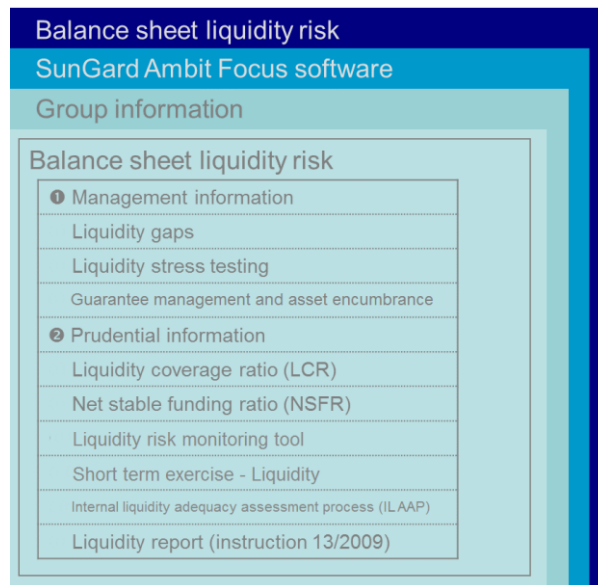 Balance sheet liquidity risk
SunGard Ambit Focus software
Group information
Balance sheet liquidity risk
❶ Management information
Liquidity gaps
Liquidity stress testing
Guarantee management and asset encumbrance
❷ Prudential information
Liquidity coverage ratio (LCR)
Net stable funding ratio (NSFR)
Liquidity risk monitoring tool
Short term exercise - Liquidity
Internal liquidity adequacy assessment process (ILAAP)
Liquidity report (instruction 13/2009)